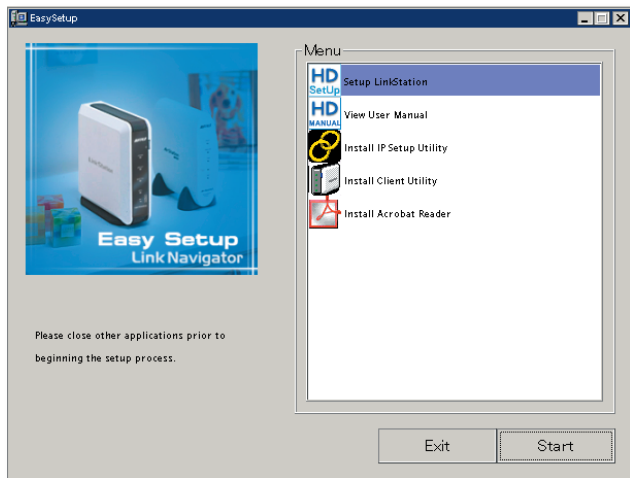 EasySetup
Easy Setup
Link Navigator
LinkStation
Please close other applications prior to
beginning the setup process.
Menu
HD
SetUp
Setup LinkStation
HD
MANUAL
View User Manual
Install IP Setup Utility
Install Client Utility
Install Acrobat Reader
Exit
Start